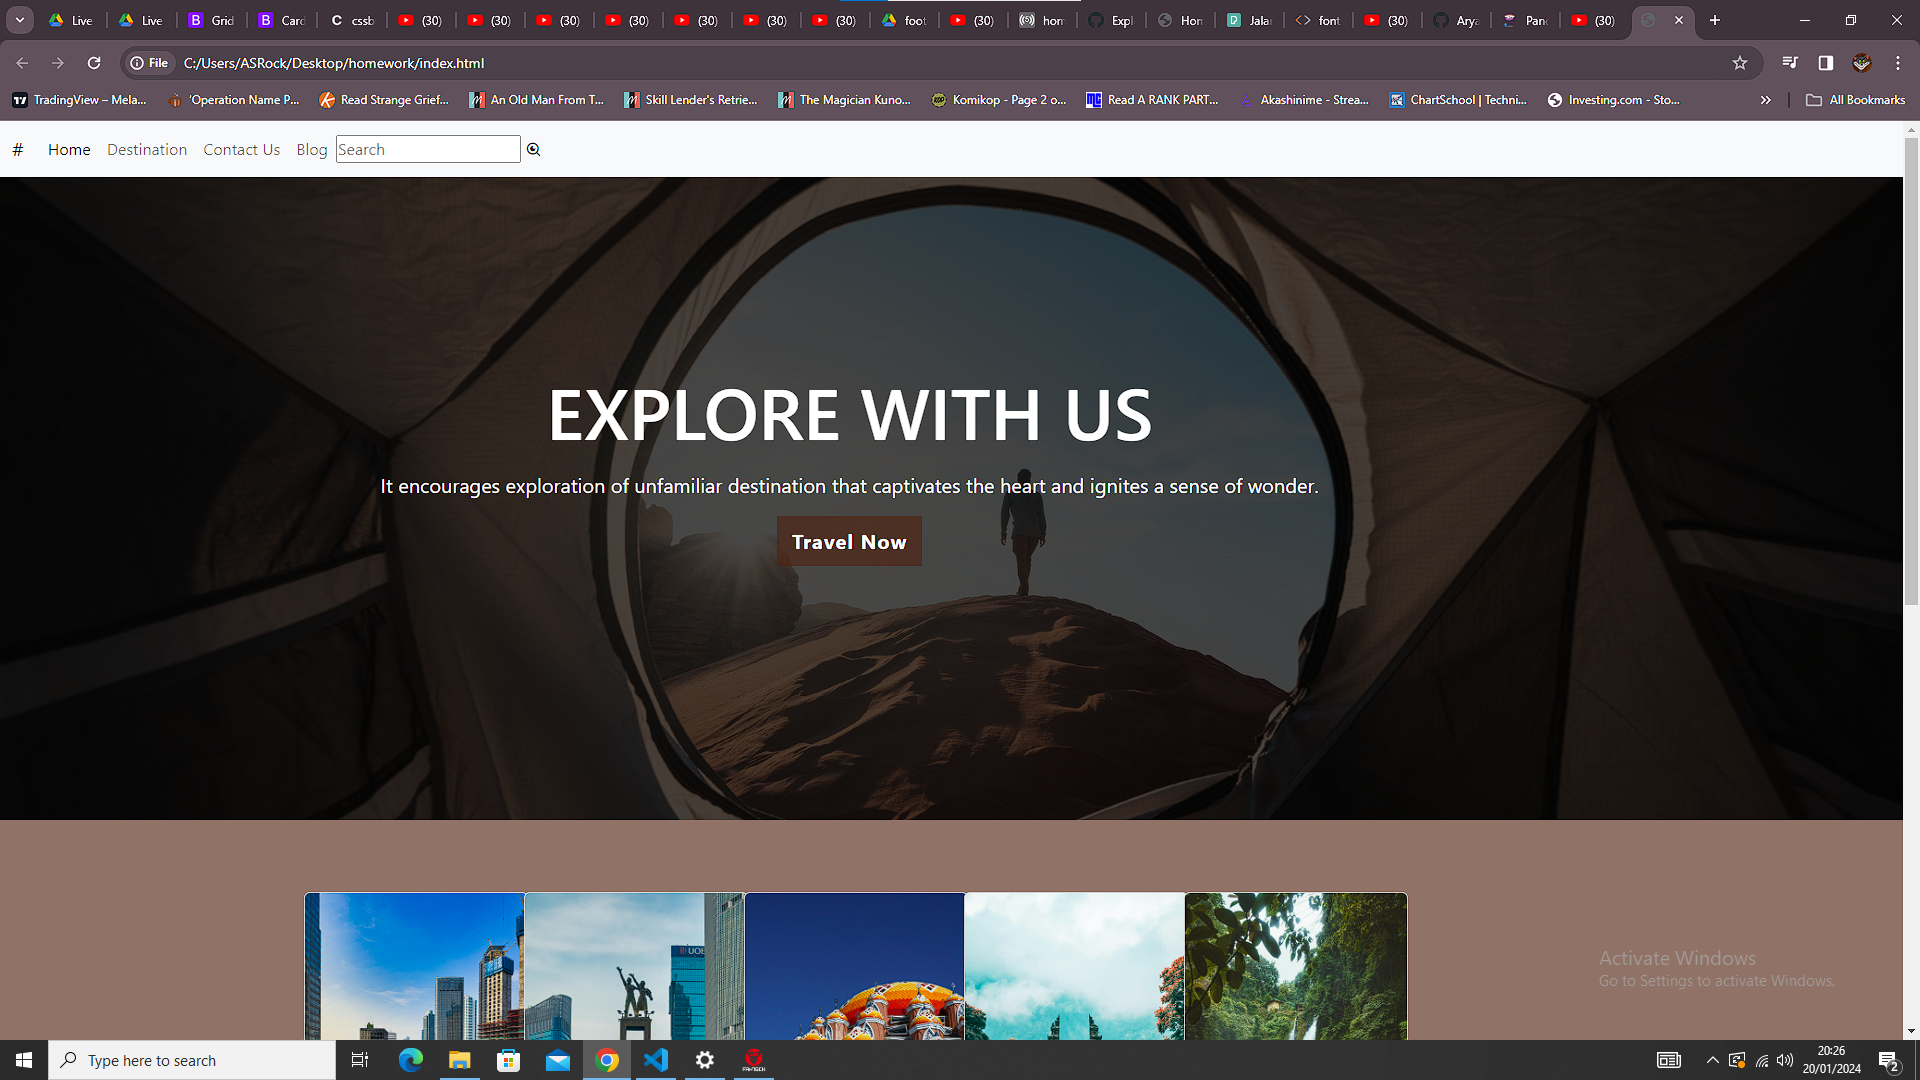 Live
Live
Grid
Card
cssb
(30)
(30)
(30)
(30)
(30)
(30)
(30)
foot
(30)
hom
Expl
Hom
Jalan
font
(30)
Arya
Panc
(30)
File
C:/Users/ASRock/Desktop/homework/index.html
TradingView – Mela...
'Operation Name P...
Read Strange Grief...
An Old Man From T...
Skill Lender's Retrie...
The Magician Kuno...
Komikop - Page 2 o...
Read A RANK PART...
Akashinime - Strea...
ChartSchool | Techni...
Investing.com - Sto...
All Bookmarks
# Home Destination Contact Us Blog Search
EXPLORE WITH US
It encourages exploration of unfamiliar destination that captivates the heart and ignites a sense of wonder.
Travel Now
UOB
Activate Windows
Go to Settings to activate Windows.
Type here to search
FANTECH
20:26
20/01/2024
2